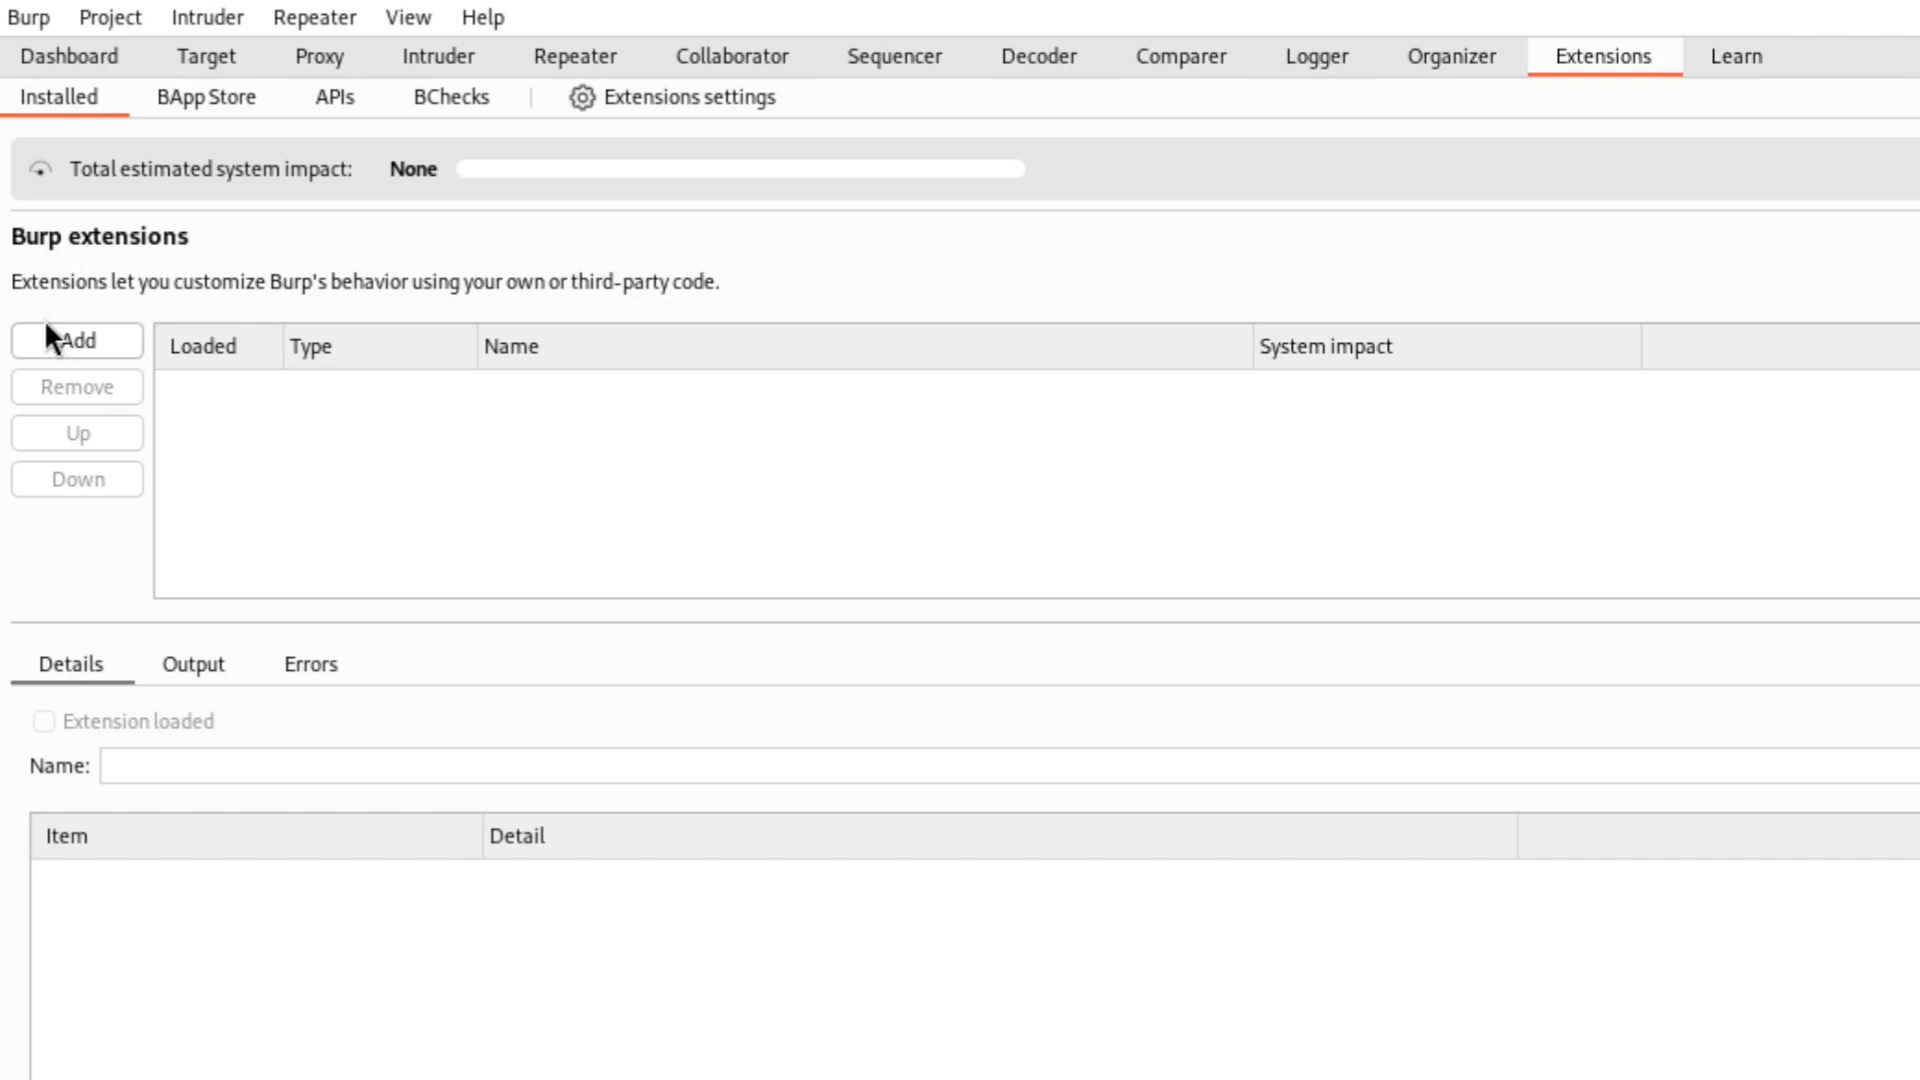 Burp Project Intruder Repeater View Help
Dashboard Target Proxy Intruder Repeater Collaborator Sequencer Decoder Comparer Logger Organizer Extensions Learn
Installed BApp Store APIs BChecks Extensions settings
Total estimated system impact: None
Burp extensions
Extensions let you customize Burp's behavior using your own or third-party code.
Add
Remove
Up
Down
Loaded Type Name System impact
Details Output Errors
Extension loaded
Name:
Item Detail